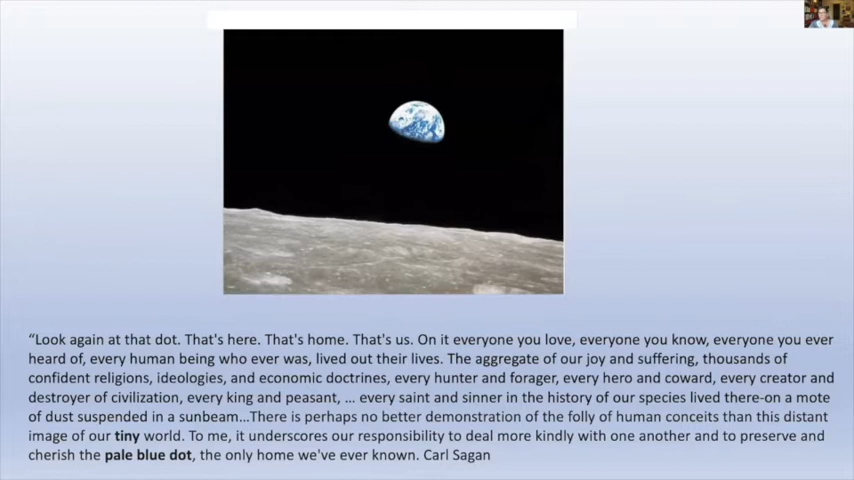 “Look again at that dot. That's here. That's home. That's us. On it everyone you love, everyone you know, everyone you ever
heard of, every human being who ever was, lived out their lives. The aggregate of our joy and suffering, thousands of
confident religions, ideologies, and economic doctrines, every hunter and forager, every hero and coward, every creator and
destroyer of civilization, every king and peasant, … every saint and sinner in the history of our species lived there-on a mote
of dust suspended in a sunbeam…There is perhaps no better demonstration of the folly of human conceits than this distant
image of our tiny world. To me, it underscores our responsibility to deal more kindly with one another and to preserve and
cherish the pale blue dot, the only home we've ever known. Carl Sagan